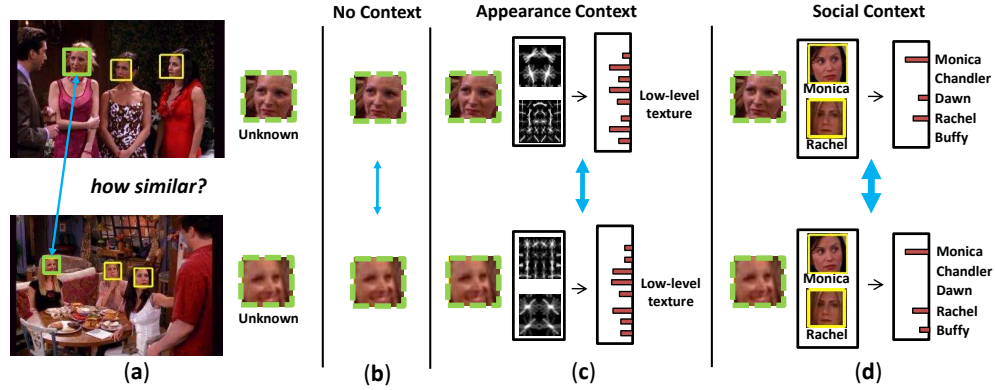 No Context
Appearance Context
Social Context
Unknown
how similar?
Unknown
Low-level
texture
Low-level
texture
Monica
Rachel
Monica
Chandler
Dawn
Rachel
Buffy
Monica
Rachel
Monica
Chandler
Dawn
Rachel
Buffy
(a)
(b)
(c)
(d)